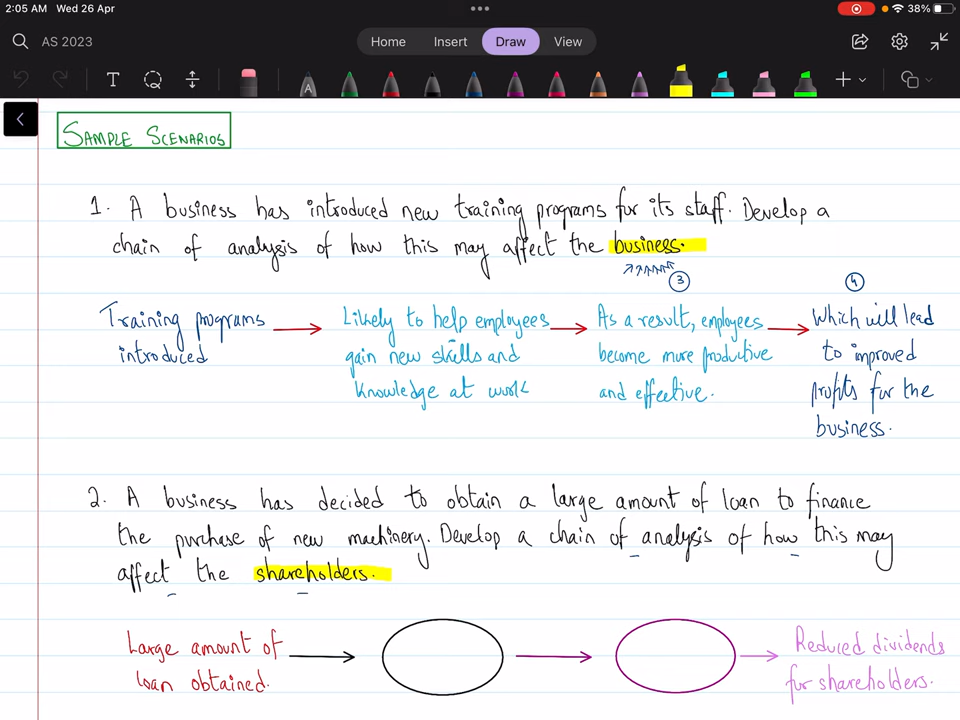 2:05 AM Wed 26 Apr
38%
AS 2023
Home Insert Draw View
T
A
SAMPLE SCENARIOS
1. A business has introduced new training programs for its staff. Develop a
chain of analysis of how this may affect the business.
3
4
Training programs
introduced
Likely to help employees
gain new skills and
knowledge at work
As a result, employees
become more productive
and effective.
Which will lead
to improved
profits for the
business.
2. A business has decided to obtain a large amount of loan to finance
the purchase of new machinery. Develop a chain of analysis of how this may
affect the shareholders.
Large amount of
loan obtained.
Reduced dividends
for shareholders.